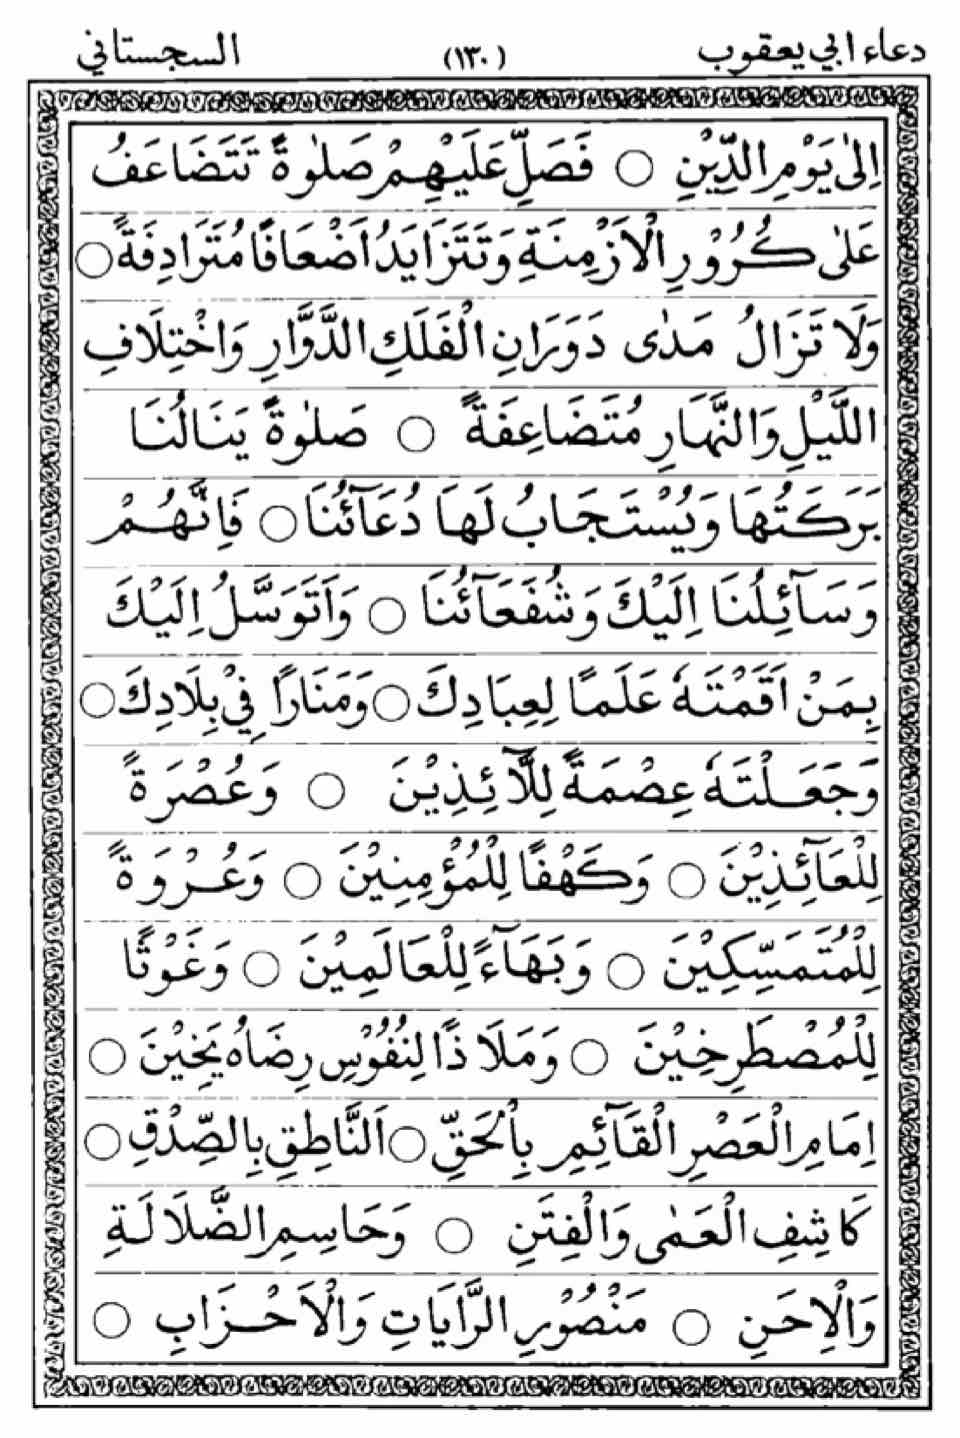 دعاء ابي يعقوب (١٣٠) السجستاني
اِلٰى يَوْمِ الدِّيْنِ ○ فَصَلِّ عَلَيْهِمْ صَلٰوةً تَتَضَاعَفُ
عَلٰى كُرُوْرِ الْاَزْمِنَةِ وَتَتَزَايَدُ اَضْعَافًا مُتَرَادِفَةً ○
وَلَا تَزَالُ مَدٰى دَوَرَانِ الْفَلَكِ الدَّوَّارِ وَاخْتِلَافِ
اللَّيْلِ وَالنَّهَارِ مُتَضَاعِفَةً ○ صَلٰوةً يَنَالُنَا
بَرَكَتُهَا وَيُسْتَجَابُ لَهَا دُعَآئُنَا ○ فَاِنَّهُمْ
وَسَآئِلُنَا اِلَيْكَ وَشُفَعَآئُنَا ○ وَاَتَوَسَّلُ اِلَيْكَ
بِمَنْ اَقَمْتَهٗ عَلَمًا لِعِبَادِكَ ○ وَمَنَارًا فِيْ بِلَادِكَ ○
وَجَعَلْتَهٗ عِصْمَةً لِلَّآئِذِيْنَ ○ وَعُصْرَةً
لِلْعَآئِذِيْنَ ○ وَكَهْفًا لِلْمُؤْمِنِيْنَ ○ وَعُرْوَةً
لِلْمُتَمَسِّكِيْنَ ○ وَبَهَآءً لِلْعَالَمِيْنَ ○ وَغَوْثًا
لِلْمُصْطَرِخِيْنَ ○ وَمَلَاذًا لِنُفُوْسٍ رِضَاهُ يَخِيْنَ ○
اِمَامِ الْعَصْرِ الْقَآئِمِ بِالْحَقِّ ○ اَلنَّاطِقِ بِالصِّدْقِ ○
كَاشِفِ الْعَمٰى وَالْفِتَنِ ○ وَحَاسِمِ الضَّلَالَةِ
وَالْاِحَنِ ○ مَنْصُوْرِ الرَّايَاتِ وَالْاَحْزَابِ ○